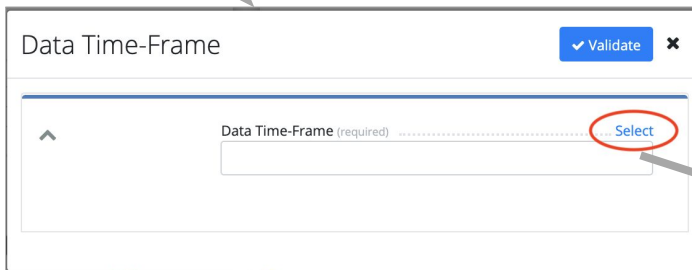 Data Time-Frame
✔ Validate ✖
Data Time-Frame (required) Select